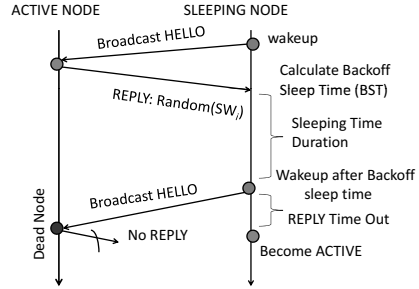 ACTIVE NODE
SLEEPING NODE
Broadcast HELLO
wakeup
Calculate Backoff
Sleep Time (BST)
REPLY: Random(SWᵢ)
Sleeping Time
Duration
Wakeup after Backoff
sleep time
Broadcast HELLO
REPLY Time Out
Dead Node
No REPLY
Become ACTIVE